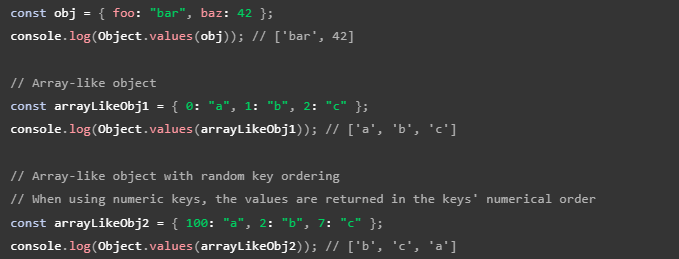 const obj = { foo: "bar", baz: 42 };
console.log(Object.values(obj)); // ['bar', 42]
// Array-like object
const arrayLikeObj1 = { 0: "a", 1: "b", 2: "c" };
console.log(Object.values(arrayLikeObj1)); // ['a', 'b', 'c']
// Array-like object with random key ordering
// When using numeric keys, the values are returned in the keys' numerical order
const arrayLikeObj2 = { 100: "a", 2: "b", 7: "c" };
console.log(Object.values(arrayLikeObj2)); // ['b', 'c', 'a']